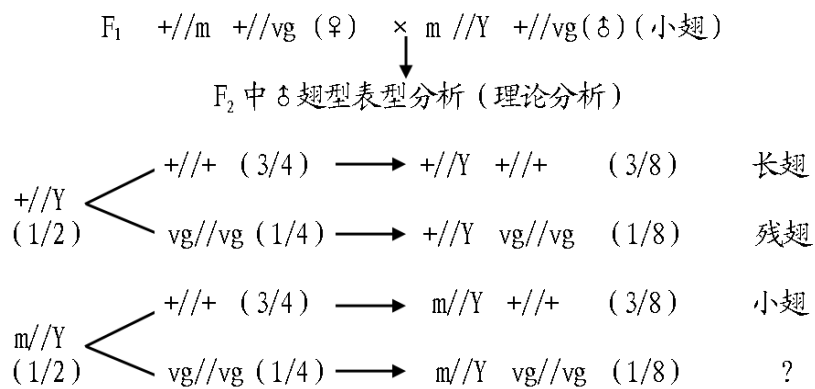 F₁ +//m +//vg (♀) × m //Y +//vg(♂)(小翅)
F₂中♂翅型表型分析(理论分析)
+//+ (3/4) +//Y +//+ (3/8) 长翅
+//Y
(1/2)
vg//vg (1/4) +//Y vg//vg (1/8) 残翅
+//+ (3/4) m//Y +//+ (3/8) 小翅
m//Y
(1/2)
vg//vg (1/4) m//Y vg//vg (1/8) ?